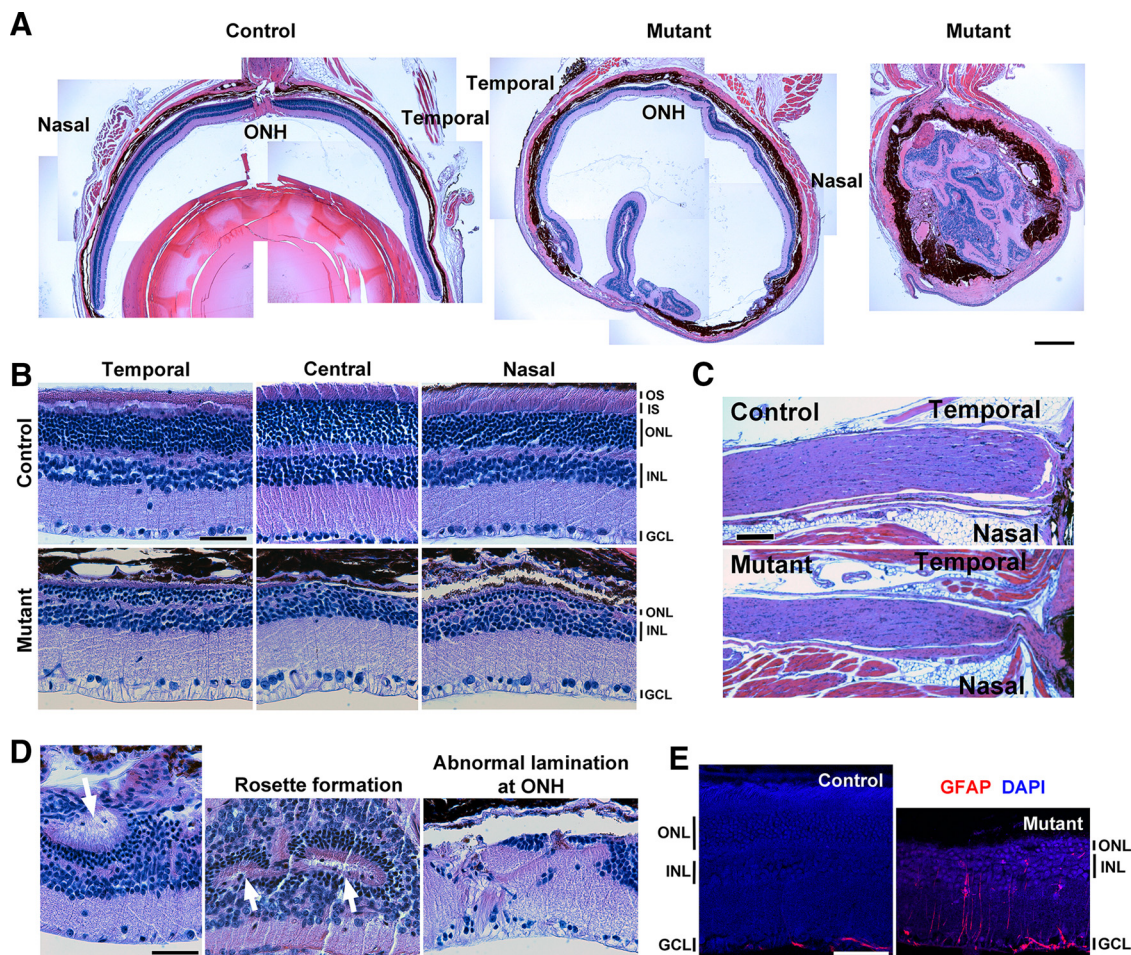 A
Control
Mutant
Mutant
Nasal
ONH
Temporal
Temporal
ONH
Nasal
B
Temporal
Central
Nasal
Control
OS
IS
ONL
INL
GCL
Mutant
ONL
INL
GCL
C
Control
Temporal
Nasal
Mutant
Temporal
Nasal
D
Rosette formation
Abnormal lamination
at ONH
E
Control
ONL
INL
GCL
GFAP DAPI
Mutant
ONL
INL
GCL